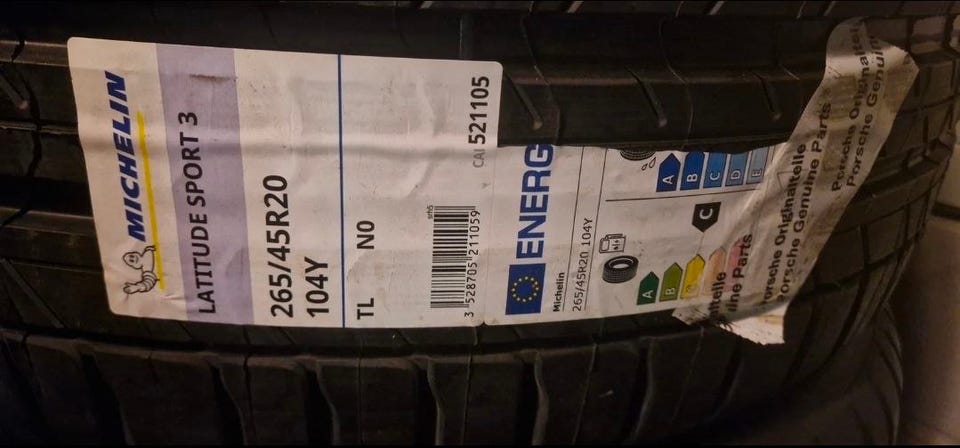 MICHELIN
LATITUDE SPORT 3
265/45R20
104Y
TL N0
srh5
3 528705 211059
CAI 521105
ENERG
Michelin
265/45R20 104Y
A
B
C
D
E
C
A
B
Porsche Originalteile
Porsche Genuine Parts
Porsche Originalteile
Porsche Genuine